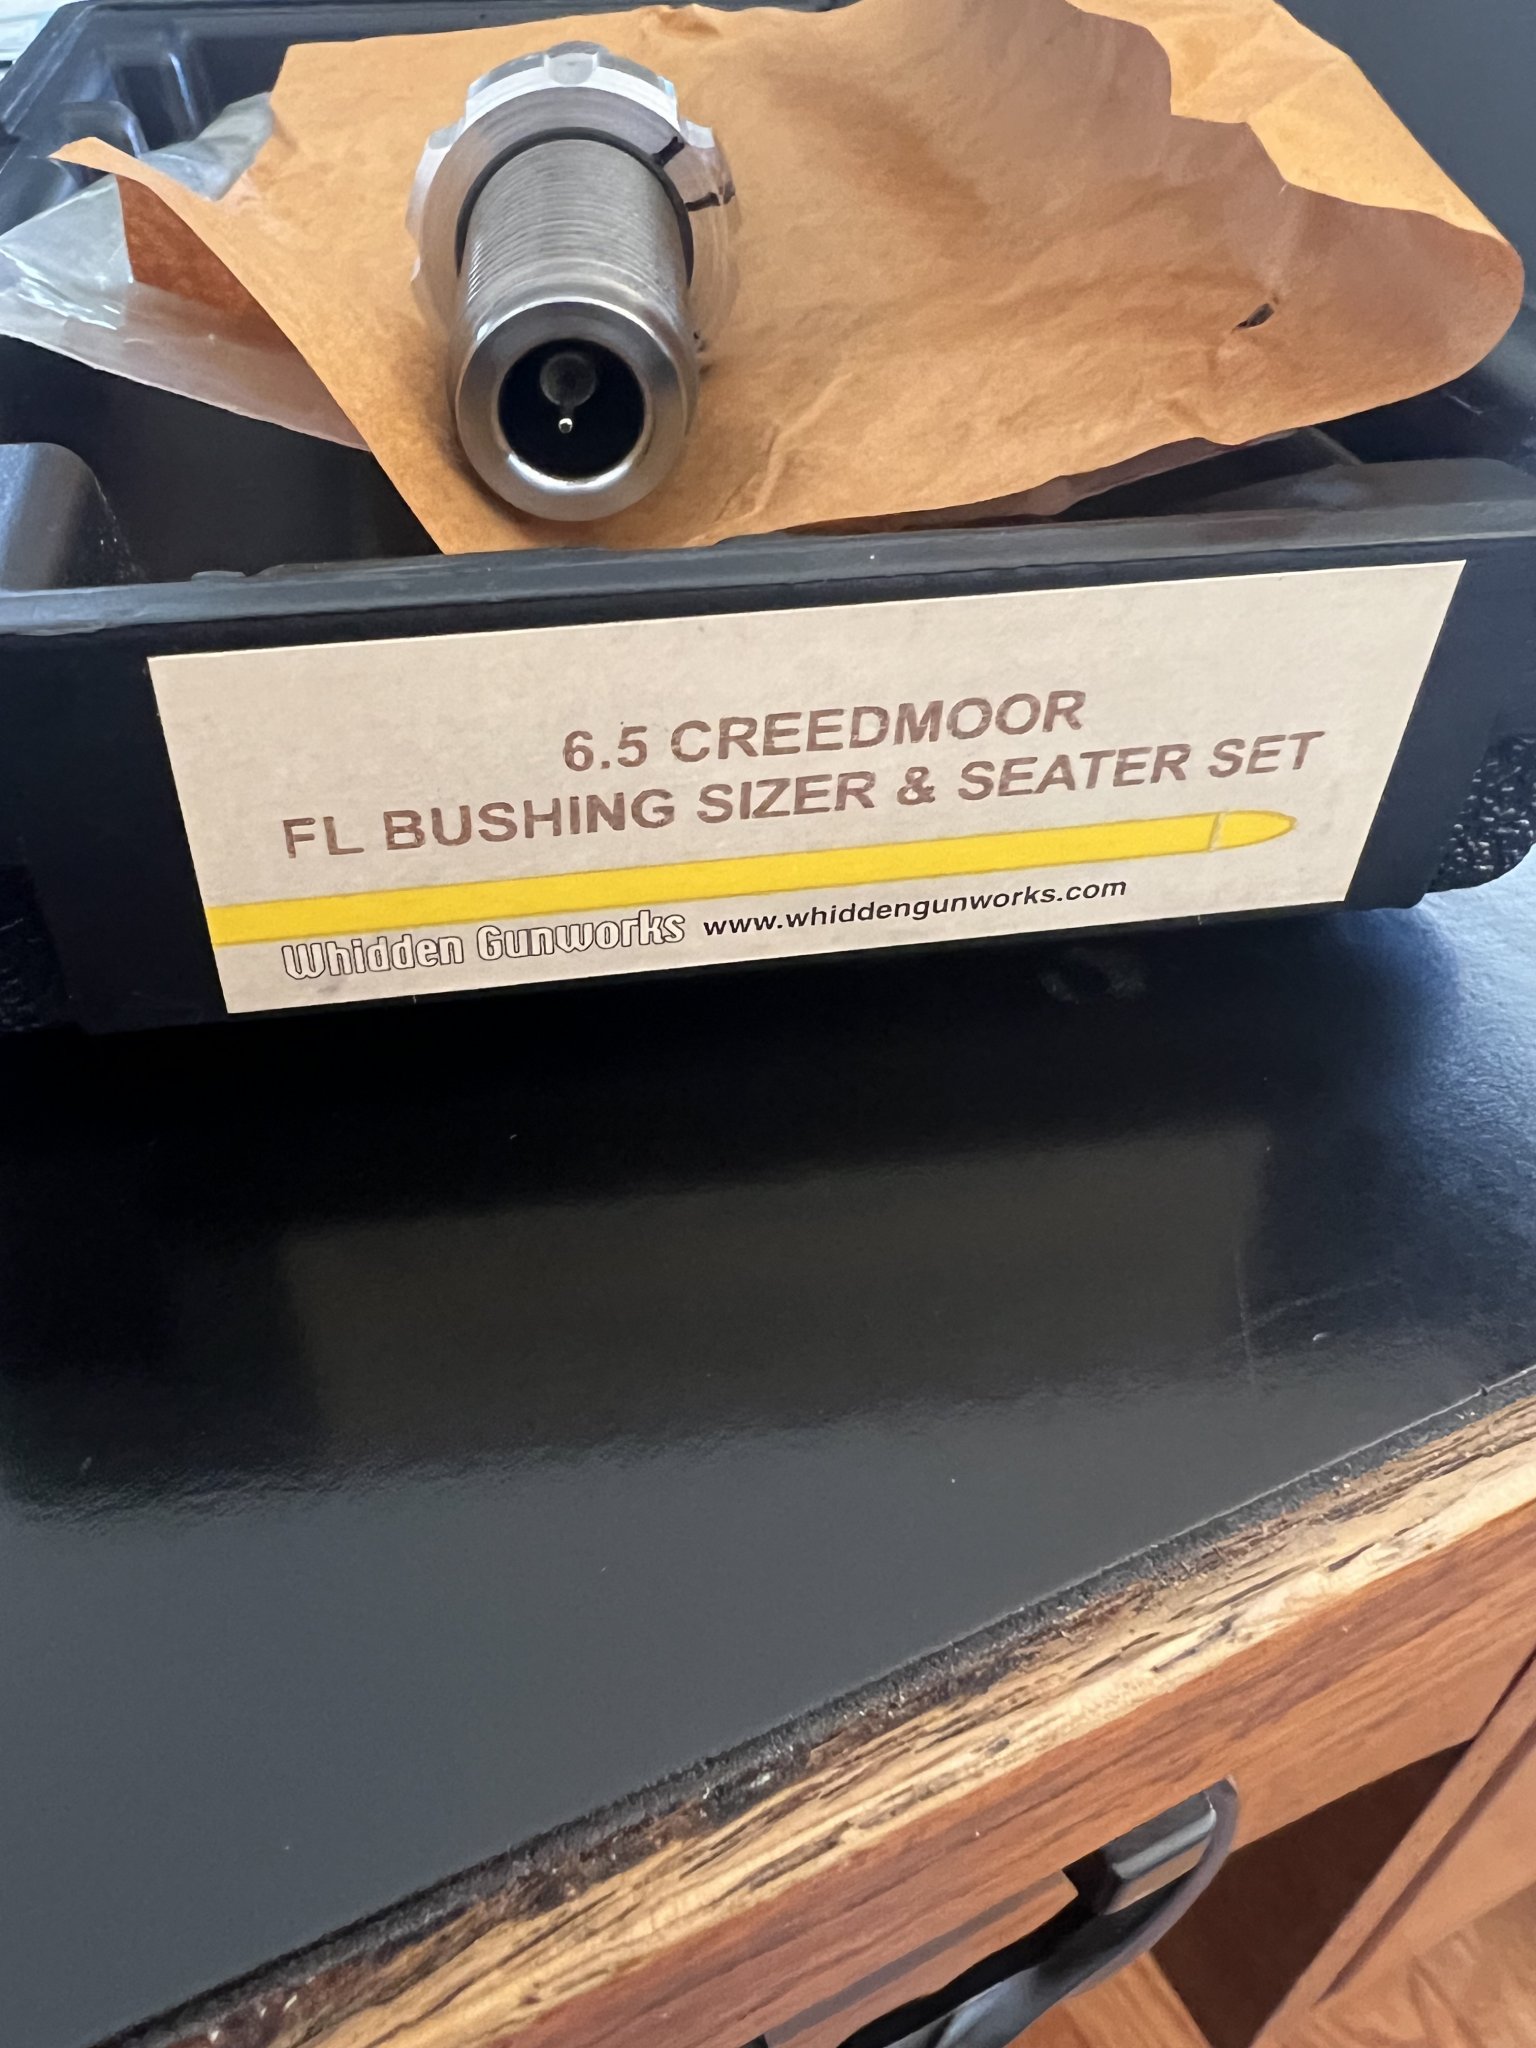 6.5 CREEDMOOR
FL BUSHING SIZER & SEATER SET
Whidden Gunworks www.whiddengunworks.com